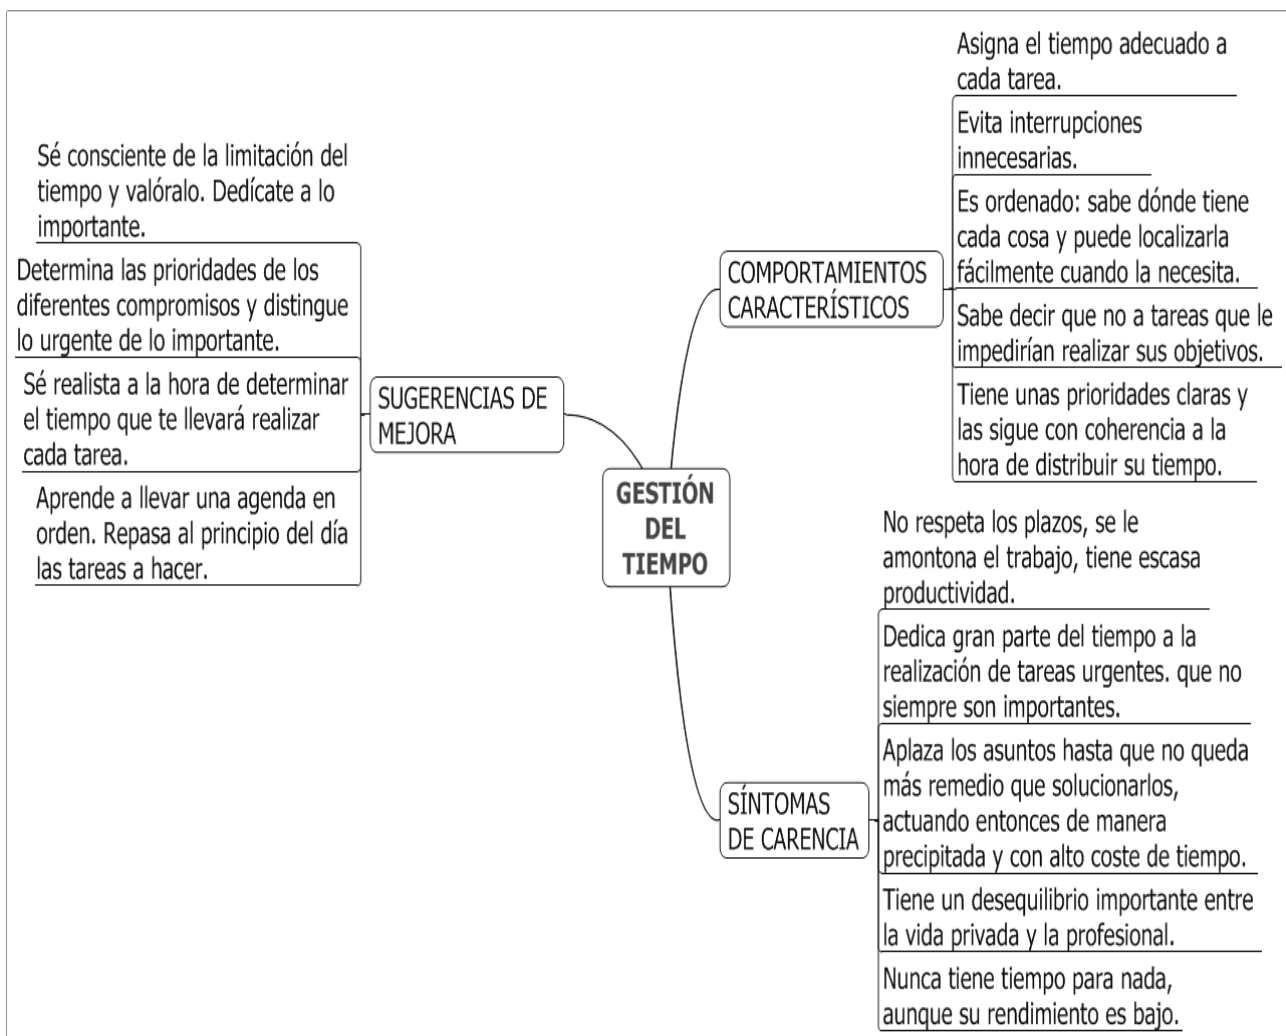 Sé consciente de la limitación del
tiempo y valóralo. Dedícate a lo
importante.
Determina las prioridades de los
diferentes compromisos y distingue
lo urgente de lo importante.
Sé realista a la hora de determinar
el tiempo que te llevará realizar
cada tarea.
Aprende a llevar una agenda en
orden. Repasa al principio del día
las tareas a hacer.
SUGERENCIAS DE
MEJORA
GESTIÓN
DEL
TIEMPO
COMPORTAMIENTOS
CARACTERÍSTICOS
Asigna el tiempo adecuado a
cada tarea.
Evita interrupciones
innecesarias.
Es ordenado: sabe dónde tiene
cada cosa y puede localizarla
fácilmente cuando la necesita.
Sabe decir que no a tareas que le
impedirían realizar sus objetivos.
Tiene unas prioridades claras y
las sigue con coherencia a la
hora de distribuir su tiempo.
SÍNTOMAS
DE CARENCIA
No respeta los plazos, se le
amontona el trabajo, tiene escasa
productividad.
Dedica gran parte del tiempo a la
realización de tareas urgentes. que no
siempre son importantes.
Aplaza los asuntos hasta que no queda
más remedio que solucionarlos,
actuando entonces de manera
precipitada y con alto coste de tiempo.
Tiene un desequilibrio importante entre
la vida privada y la profesional.
Nunca tiene tiempo para nada,
aunque su rendimiento es bajo.